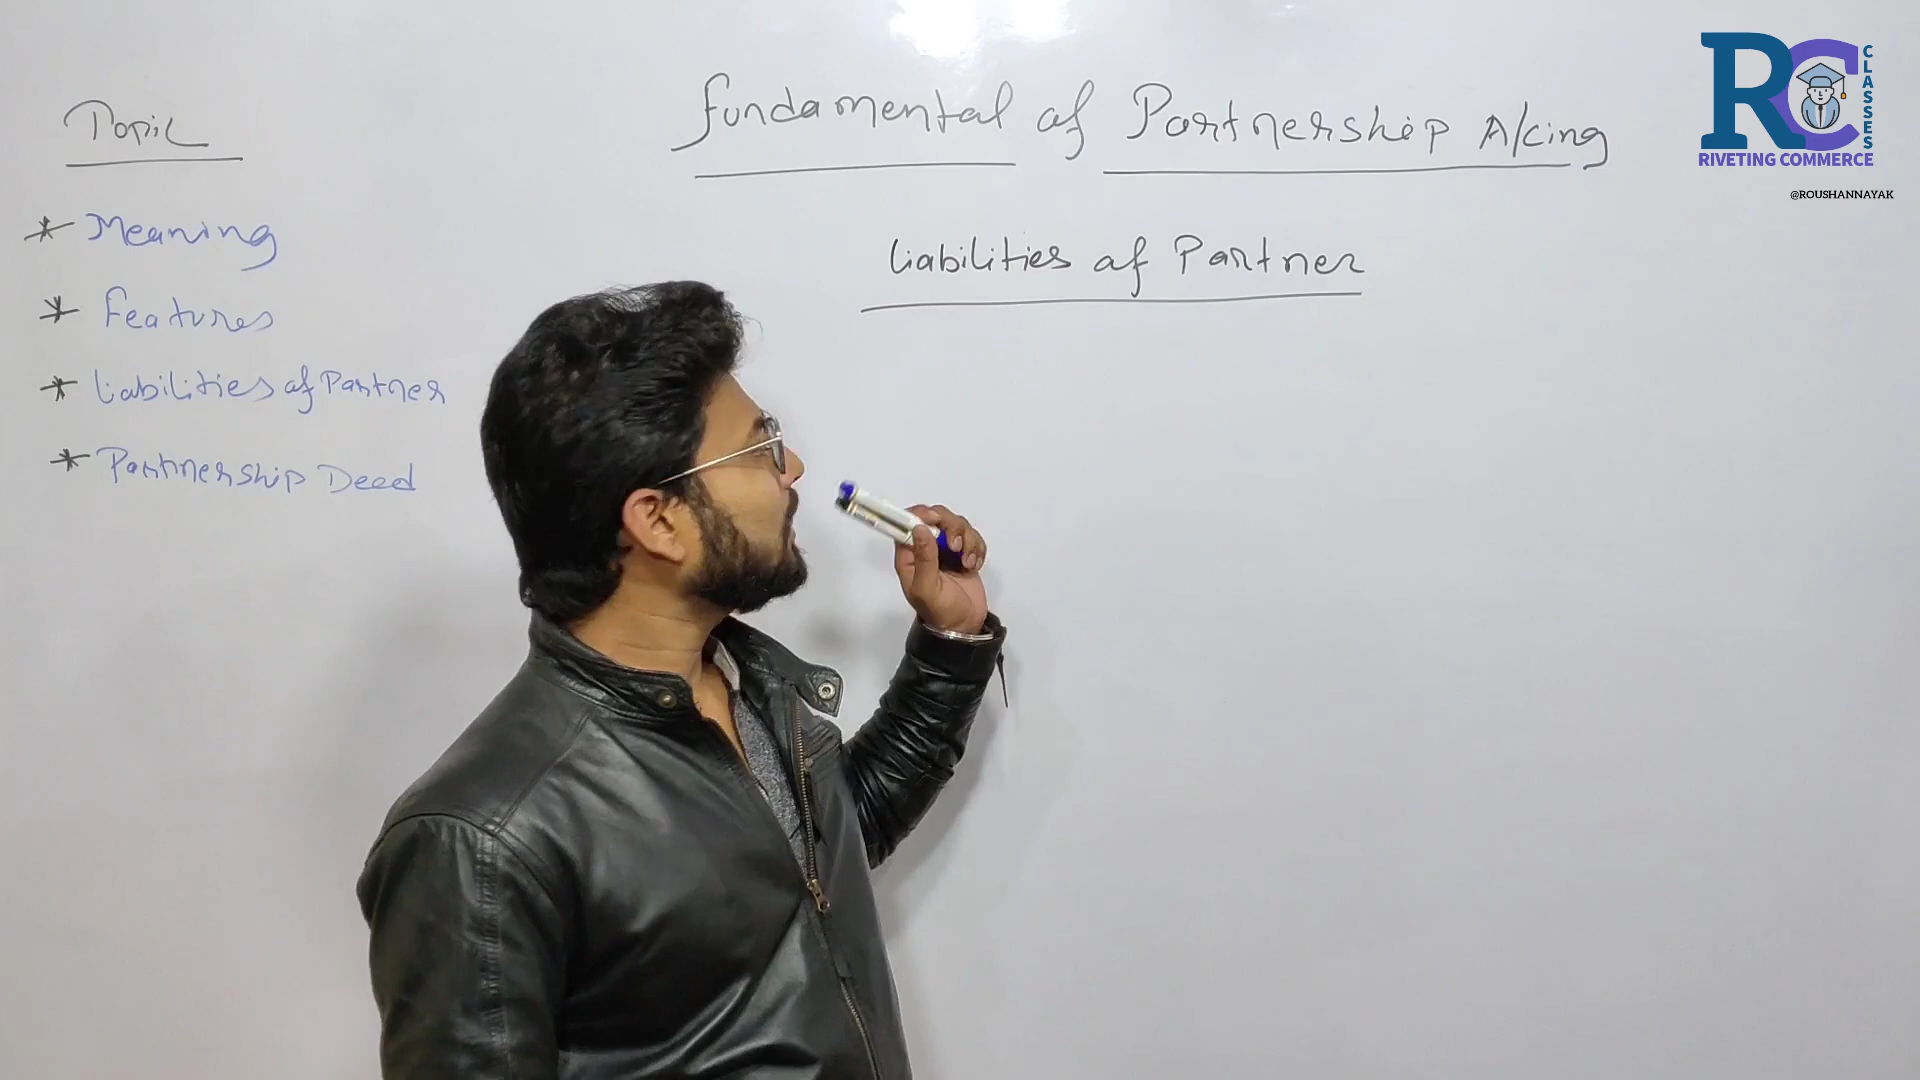 Topic
* Meaning
* Features
* Liabilities of Partner
* Partnership Deed
Fundamental of Partnership A/cing
Liabilities of Partner
RC CLASSES
RIVETING COMMERCE
@ROUSHANNAYAK